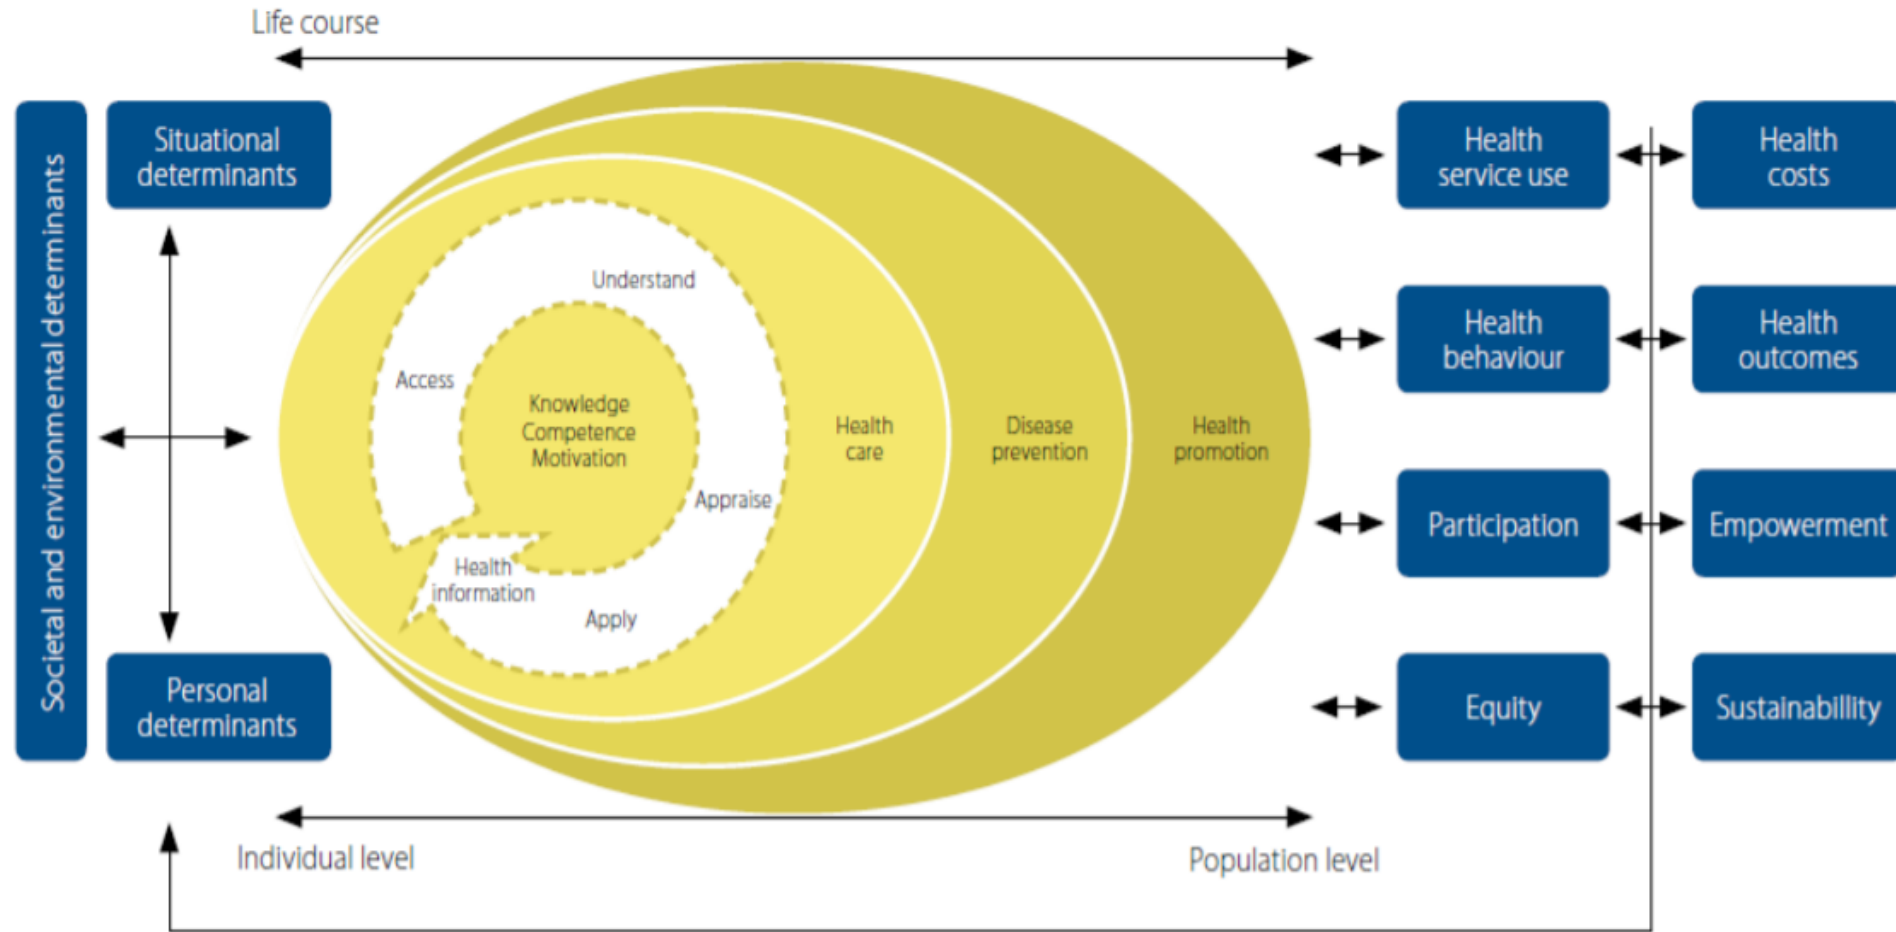 Life course
Societal and environmental determinants
Situational
determinants
Personal
determinants
Understand
Access
Knowledge
Competence
Motivation
Appraise
Health
information
Apply
Health
care
Disease
prevention
Health
promotion
Individual level
Population level
Health
service use
Health
costs
Health
behaviour
Health
outcomes
Participation
Empowerment
Equity
Sustainabillity